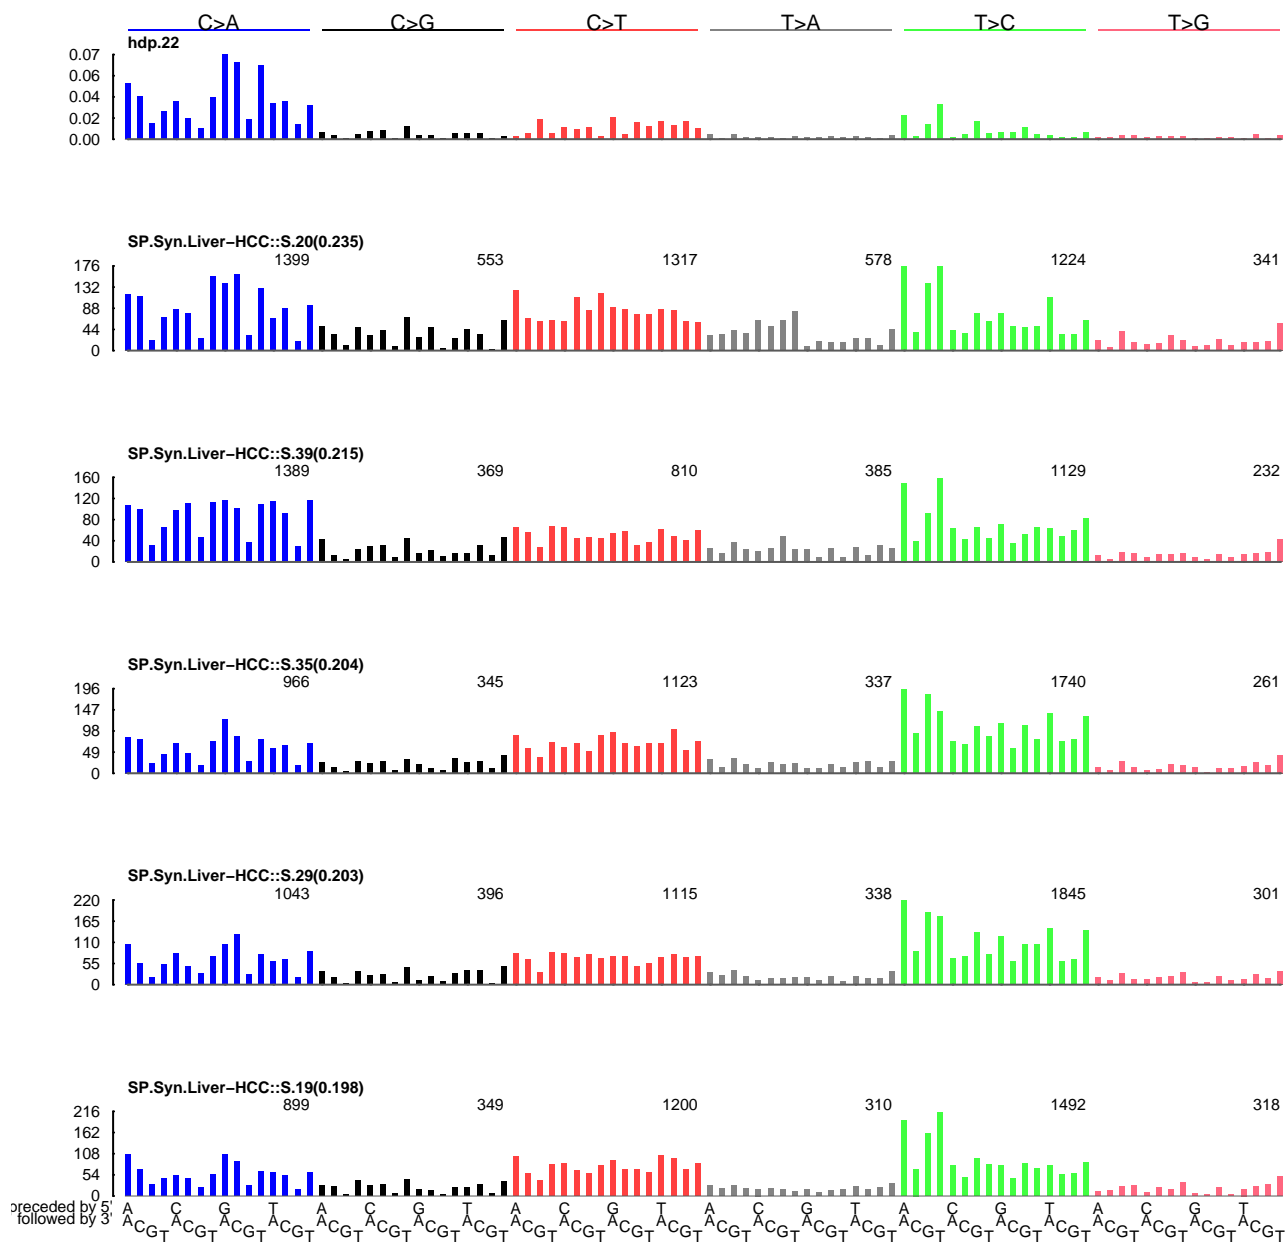 C>A C>G C>T T>A T>C T>G
hdp.22
0.07
0.06
0.04
0.02
0.00
SP.Syn.Liver−HCC::S.20(0.235)
1399 553 1317 578 1224 341
176
132
88
44
0
SP.Syn.Liver−HCC::S.39(0.215)
1389 369 810 385 1129 232
160
120
80
40
0
SP.Syn.Liver−HCC::S.35(0.204)
966 345 1123 337 1740 261
196
147
98
49
0
SP.Syn.Liver−HCC::S.29(0.203)
1043 396 1115 338 1845 301
220
165
110
55
0
SP.Syn.Liver−HCC::S.19(0.198)
899 349 1200 310 1492 318
216
162
108
54
0
preceded by 5' A C G T A C G T A C G T A C G T A C G T A C G T
followed by 3' A C G T A C G T A C G T A C G T A C G T A C G T A C G T A C G T A C G T A C G T A C G T A C G T A C G T A C G T A C G T A C G T A C G T A C G T A C G T A C G T A C G T A C G T A C G T A C G T